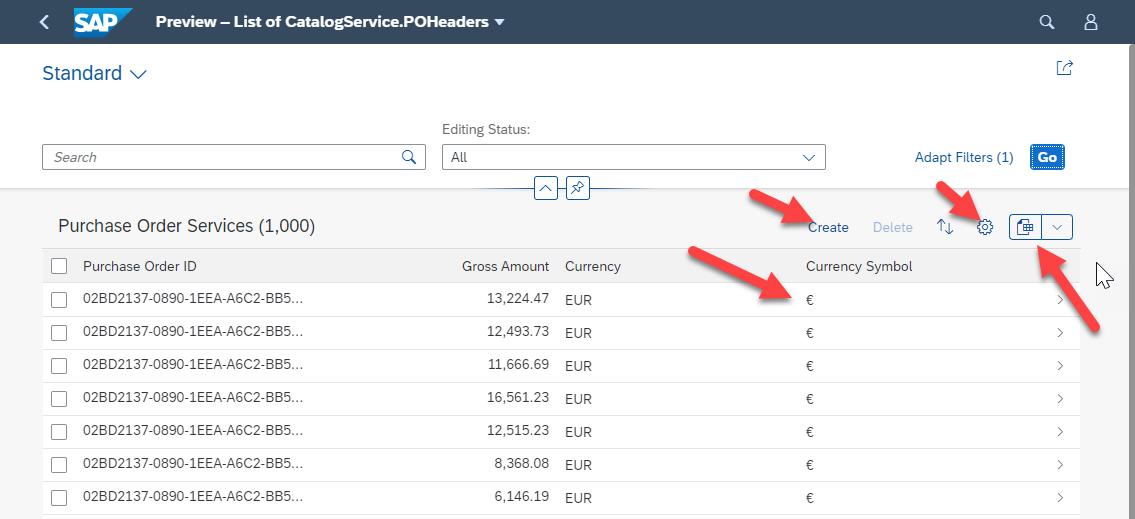 SAP Preview – List of CatalogService.POHeaders
Standard
Editing Status:
Search All Adapt Filters (1) Go
Purchase Order Services (1,000) Create Delete
Purchase Order ID Gross Amount Currency Currency Symbol
02BD2137-0890-1EEA-A6C2-BB5... 13,224.47 EUR €
02BD2137-0890-1EEA-A6C2-BB5... 12,493.73 EUR €
02BD2137-0890-1EEA-A6C2-BB5... 11,666.69 EUR €
02BD2137-0890-1EEA-A6C2-BB5... 16,561.23 EUR €
02BD2137-0890-1EEA-A6C2-BB5... 12,515.23 EUR €
02BD2137-0890-1EEA-A6C2-BB5... 8,368.08 EUR €
02BD2137-0890-1EEA-A6C2-BB5... 6,146.19 EUR €